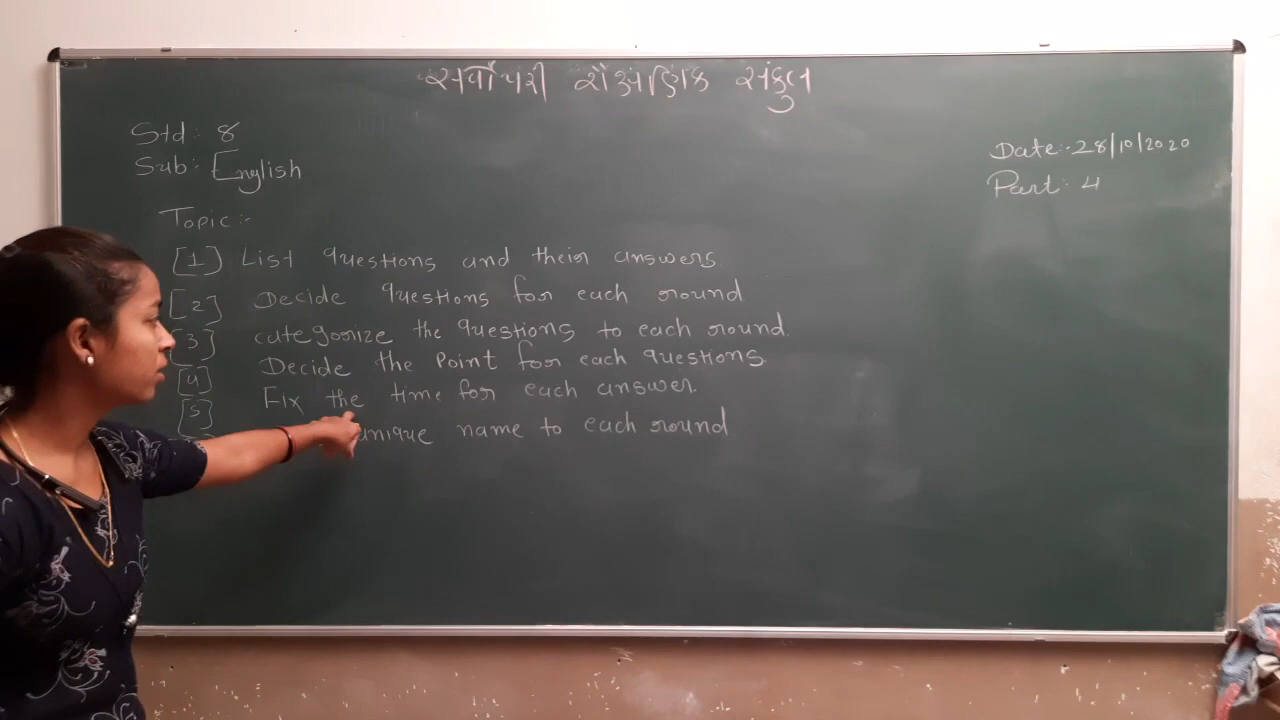 સર્વોપરી શૈક્ષણિક સંકુલ
Std: 8
Sub: English
Date: 28/10/2020
Part: 4
Topic:-
[1] List questions and their answers
[2] Decide questions for each round
[3] categorize the questions to each round.
[4] Decide the Point for each questions.
[5] Fix the time for each answer.
unique name to each round